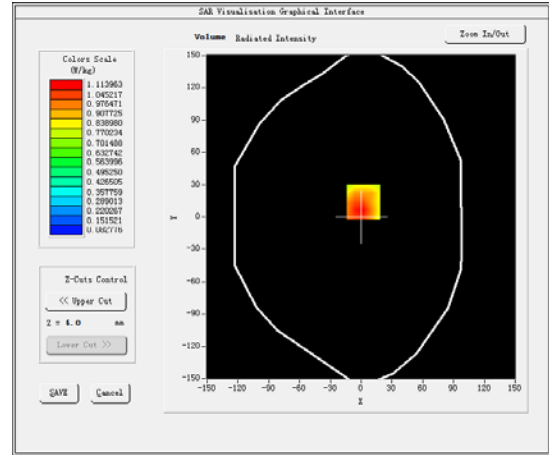 SAR Visualisation Graphical Interface
Volume Radiated Intensity
Zoom In/Out
Colors Scale
(W/kg)
1.113963
1.045217
0.976471
0.907725
0.838980
0.770234
0.701488
0.632742
0.563996
0.495250
0.426505
0.357759
0.289013
0.220267
0.151521
0.082776
Z-Cuts Control
<< Upper Cut
Z = 4.0 mm
Lower Cut >>
SAVE
Cancel
150
120
90
60
30
0
-30
-60
-90
-120
-150
Y
-150 -120 -90 -60 -30 0 30 60 90 120 150
X